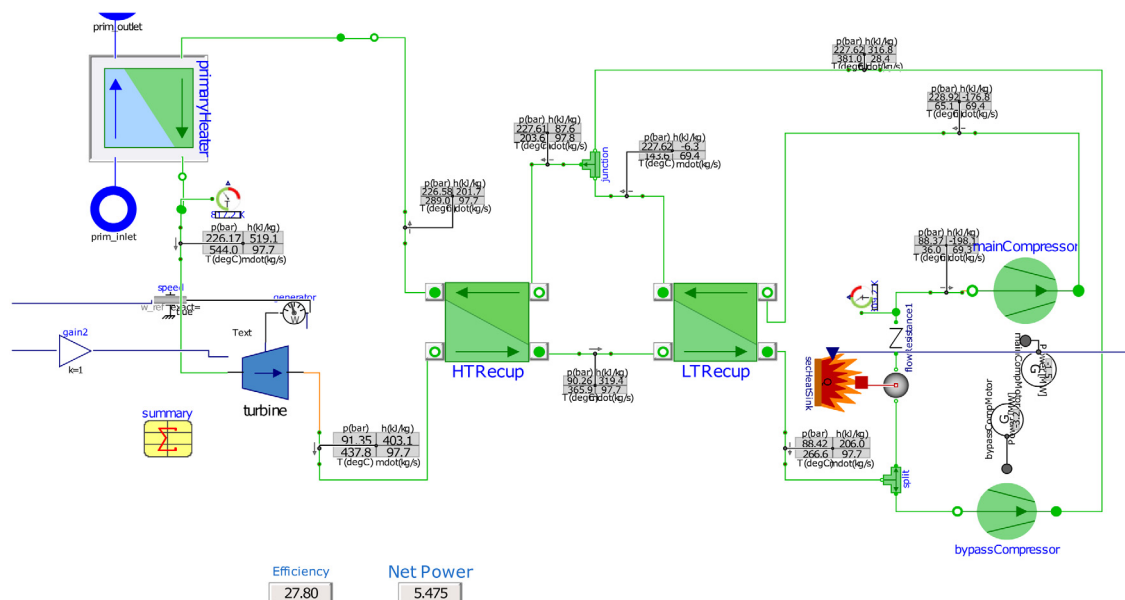 prim_outlet
primaryHeater
prim_inlet
817.2 K
p(bar) h(kJ/kg)
226.17 519.1
544.0 97.7
T(degC) mdot(kg/s)
speed
generator
W
Text
gain2
k=1
turbine
summary
Σ
p(bar) h(kJ/kg)
91.35 403.1
437.8 97.7
T(degC) mdot(kg/s)
p(bar) h(kJ/kg)
226.58 201.7
289.0 97.7
p(bar) h(kJ/kg)
227.61 87.6
203.6 97.8
junction
p(bar) h(kJ/kg)
227.62 -6.3
143.6 69.4
T(degC) mdot(kg/s)
p(bar) h(kJ/kg)
227.62 316.8
381.0 28.4
p(bar) h(kJ/kg)
228.92 -176.8
65.1 69.4
HTRecup
p(bar) h(kJ/kg)
90.26 319.4
365.9 97.7
LTRecup
p(bar) h(kJ/kg)
88.37 -198.1
36.0 69.3
mainCompressor
flowResistance1
secHeatSink
p(bar) h(kJ/kg)
88.42 206.0
266.6 97.7
T(degC) mdot(kg/s)
split
G
G
bypassCompMotor
bypassCompressor
Efficiency
27.80
Net Power
5.475